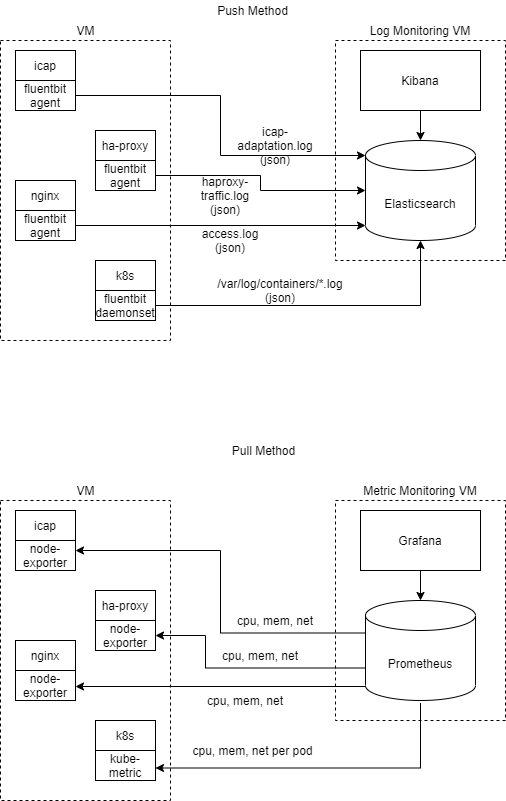 Push Method
VM
Log Monitoring VM
icap
fluentbit
agent
Kibana
ha-proxy
fluentbit
agent
icap-
adaptation.log
(json)
nginx
fluentbit
agent
haproxy-
traffic.log
(json)
Elasticsearch
access.log
(json)
k8s
fluentbit
daemonset
/var/log/containers/*.log
(json)
Pull Method
VM
Metric Monitoring VM
icap
node-
exporter
Grafana
ha-proxy
node-
exporter
cpu, mem, net
nginx
node-
exporter
cpu, mem, net
Prometheus
cpu, mem, net
k8s
kube-
metric
cpu, mem, net per pod